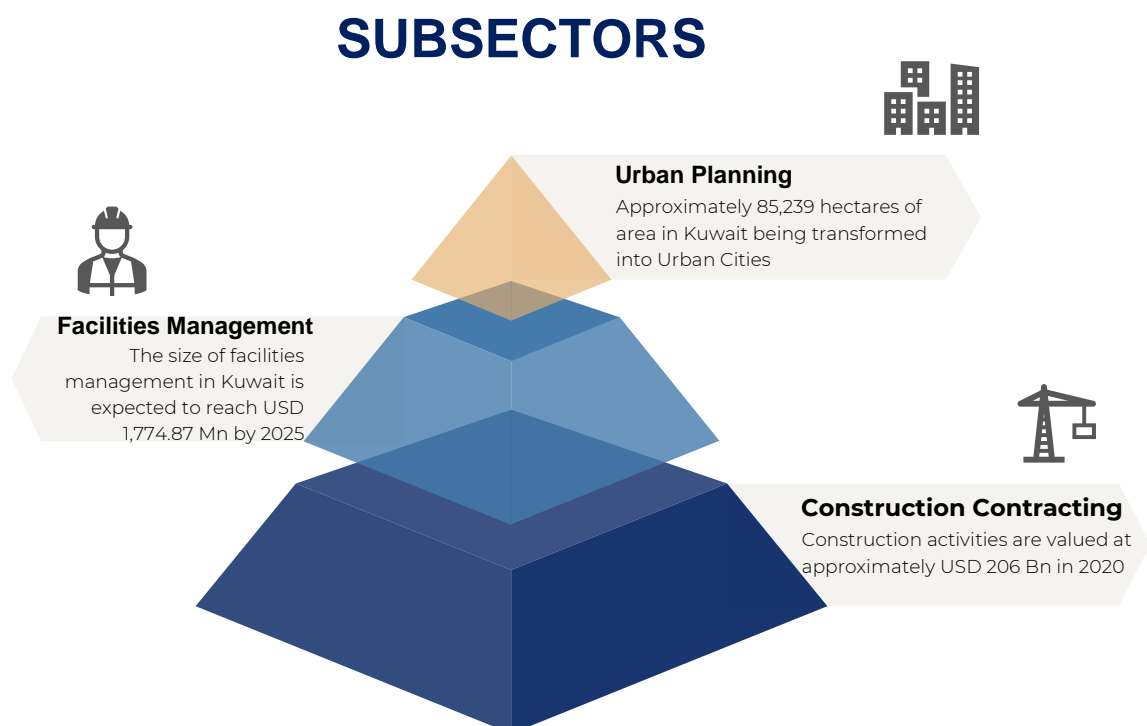 SUBSECTORS
Urban Planning
Approximately 85,239 hectares of
area in Kuwait being transformed
into Urban Cities
Facilities Management
The size of facilities
management in Kuwait is
expected to reach USD
1,774.87 Mn by 2025
Construction Contracting
Construction activities are valued at
approximately USD 206 Bn in 2020